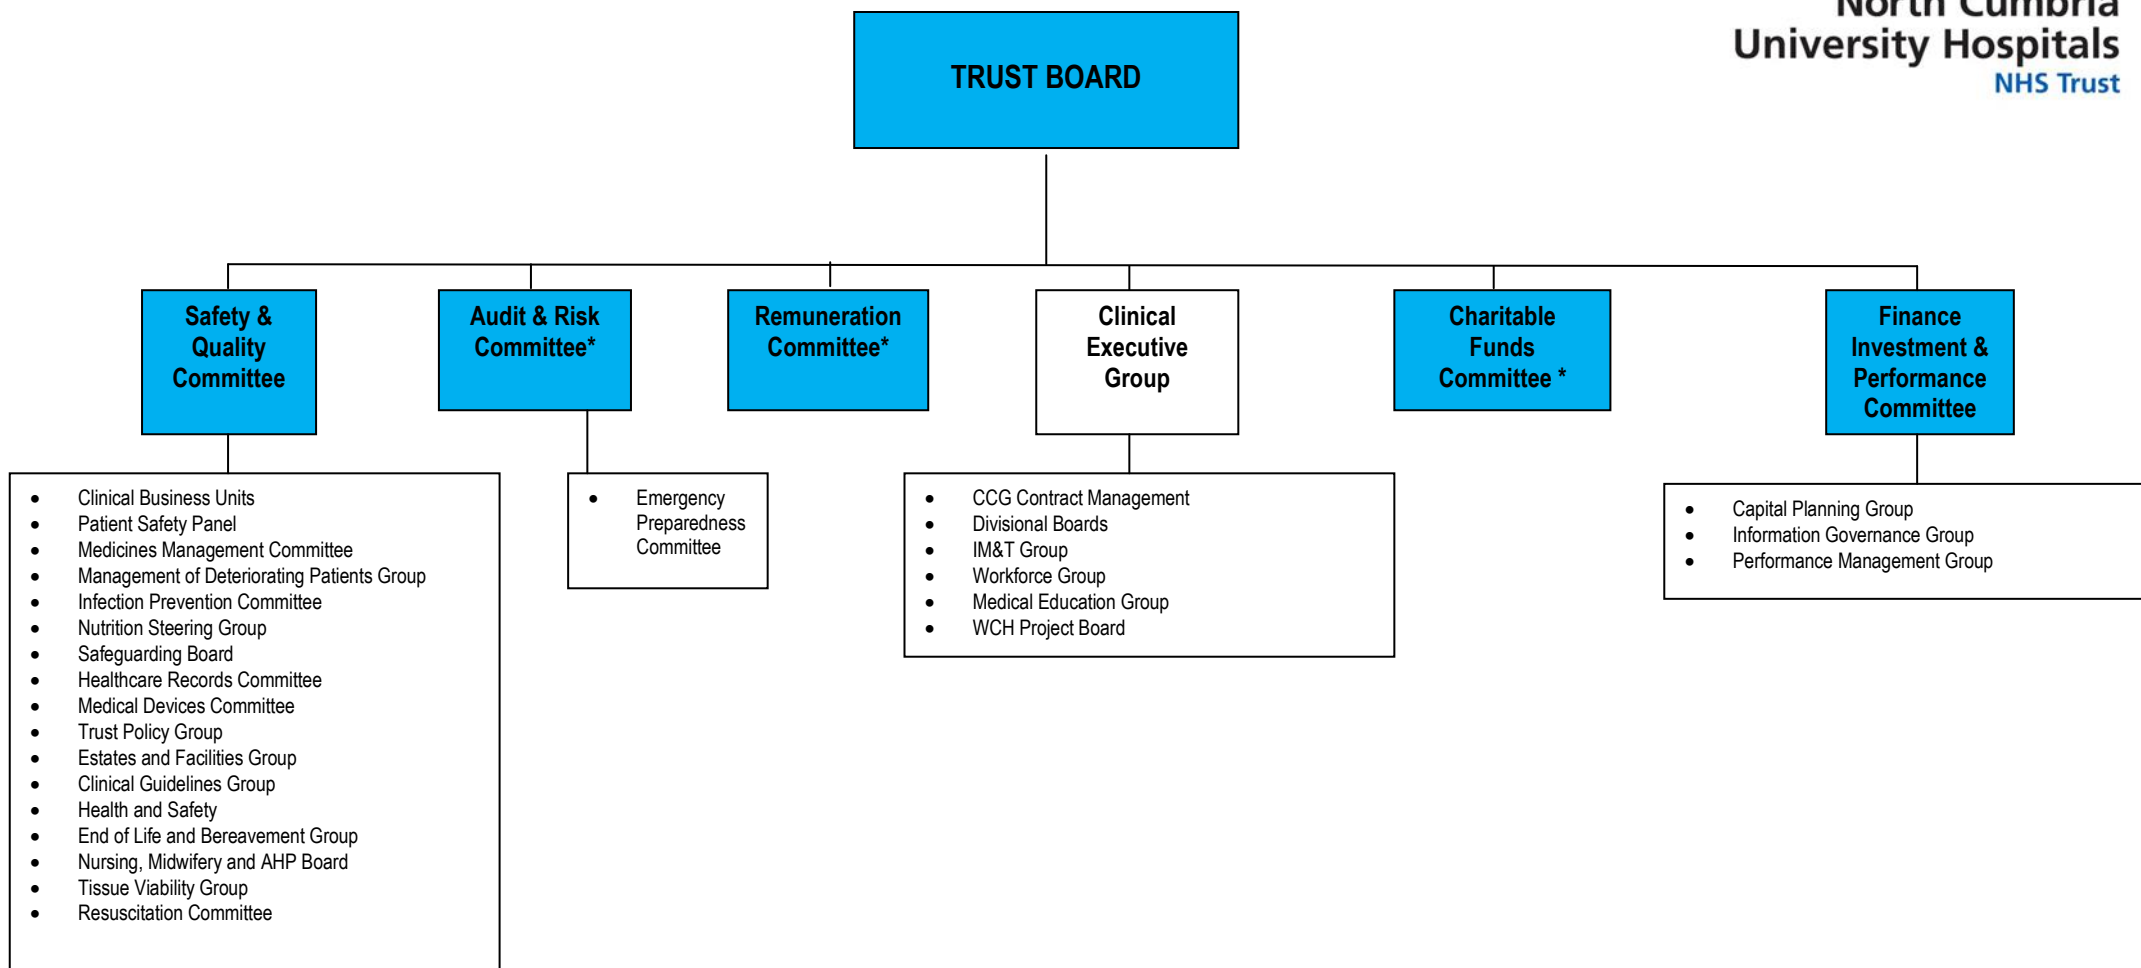 North Cumbria
University Hospitals
NHS Trust
TRUST BOARD
Safety &
Quality
Committee
Audit & Risk
Committee*
Remuneration
Committee*
Clinical
Executive
Group
Charitable
Funds
Committee *
Finance
Investment &
Performance
Committee
• Clinical Business Units
• Patient Safety Panel
• Medicines Management Committee
• Management of Deteriorating Patients Group
• Infection Prevention Committee
• Nutrition Steering Group
• Safeguarding Board
• Healthcare Records Committee
• Medical Devices Committee
• Trust Policy Group
• Estates and Facilities Group
• Clinical Guidelines Group
• Health and Safety
• End of Life and Bereavement Group
• Nursing, Midwifery and AHP Board
• Tissue Viability Group
• Resuscitation Committee
• Emergency
Preparedness
Committee
• CCG Contract Management
• Divisional Boards
• IM&T Group
• Workforce Group
• Medical Education Group
• WCH Project Board
• Capital Planning Group
• Information Governance Group
• Performance Management Group